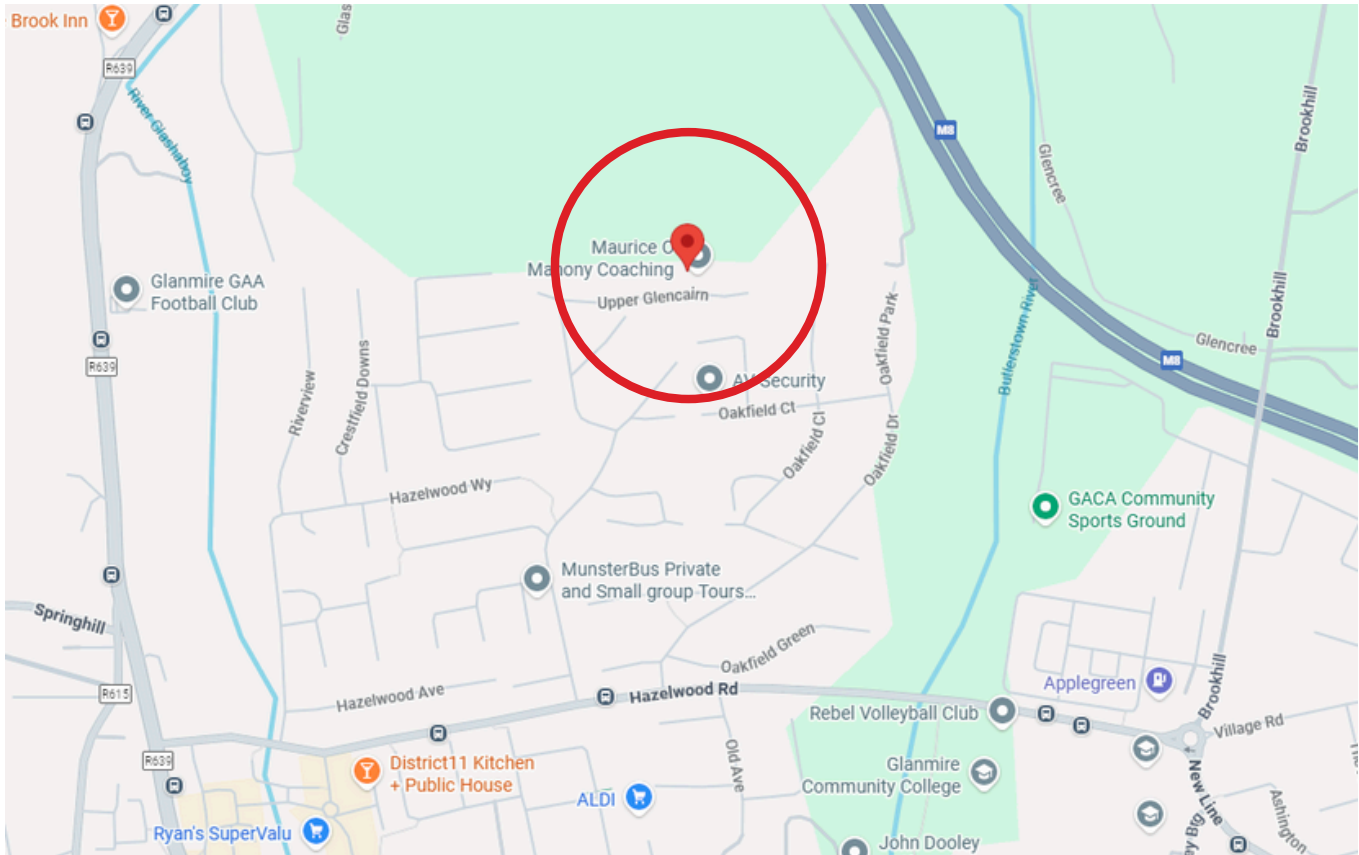 Brook Inn
R639
Glas
River Glashaboy
M8
Brookhill
Glencree
Maurice O
Mahony Coaching
Upper Glencairn
Glanmire GAA
Football Club
R639
Riverview
Crestfield Downs
Oakfield Park
Butlerstown River
Brookhill
Glencree
M8
AV Security
Oakfield Ct
Oakfield Cl
Oakfield Dr
Hazelwood Wy
GACA Community
Sports Ground
MunsterBus Private
and Small group Tours...
Springhill
Oakfield Green
R615
Hazelwood Ave
Hazelwood Rd
Applegreen
Brookhill
Rebel Volleyball Club
Village Rd
R639
District11 Kitchen
+ Public House
Old Ave
Glanmire
Community College
New Line
ALDI
Ashington
Ryan's SuperValu
John Dooley